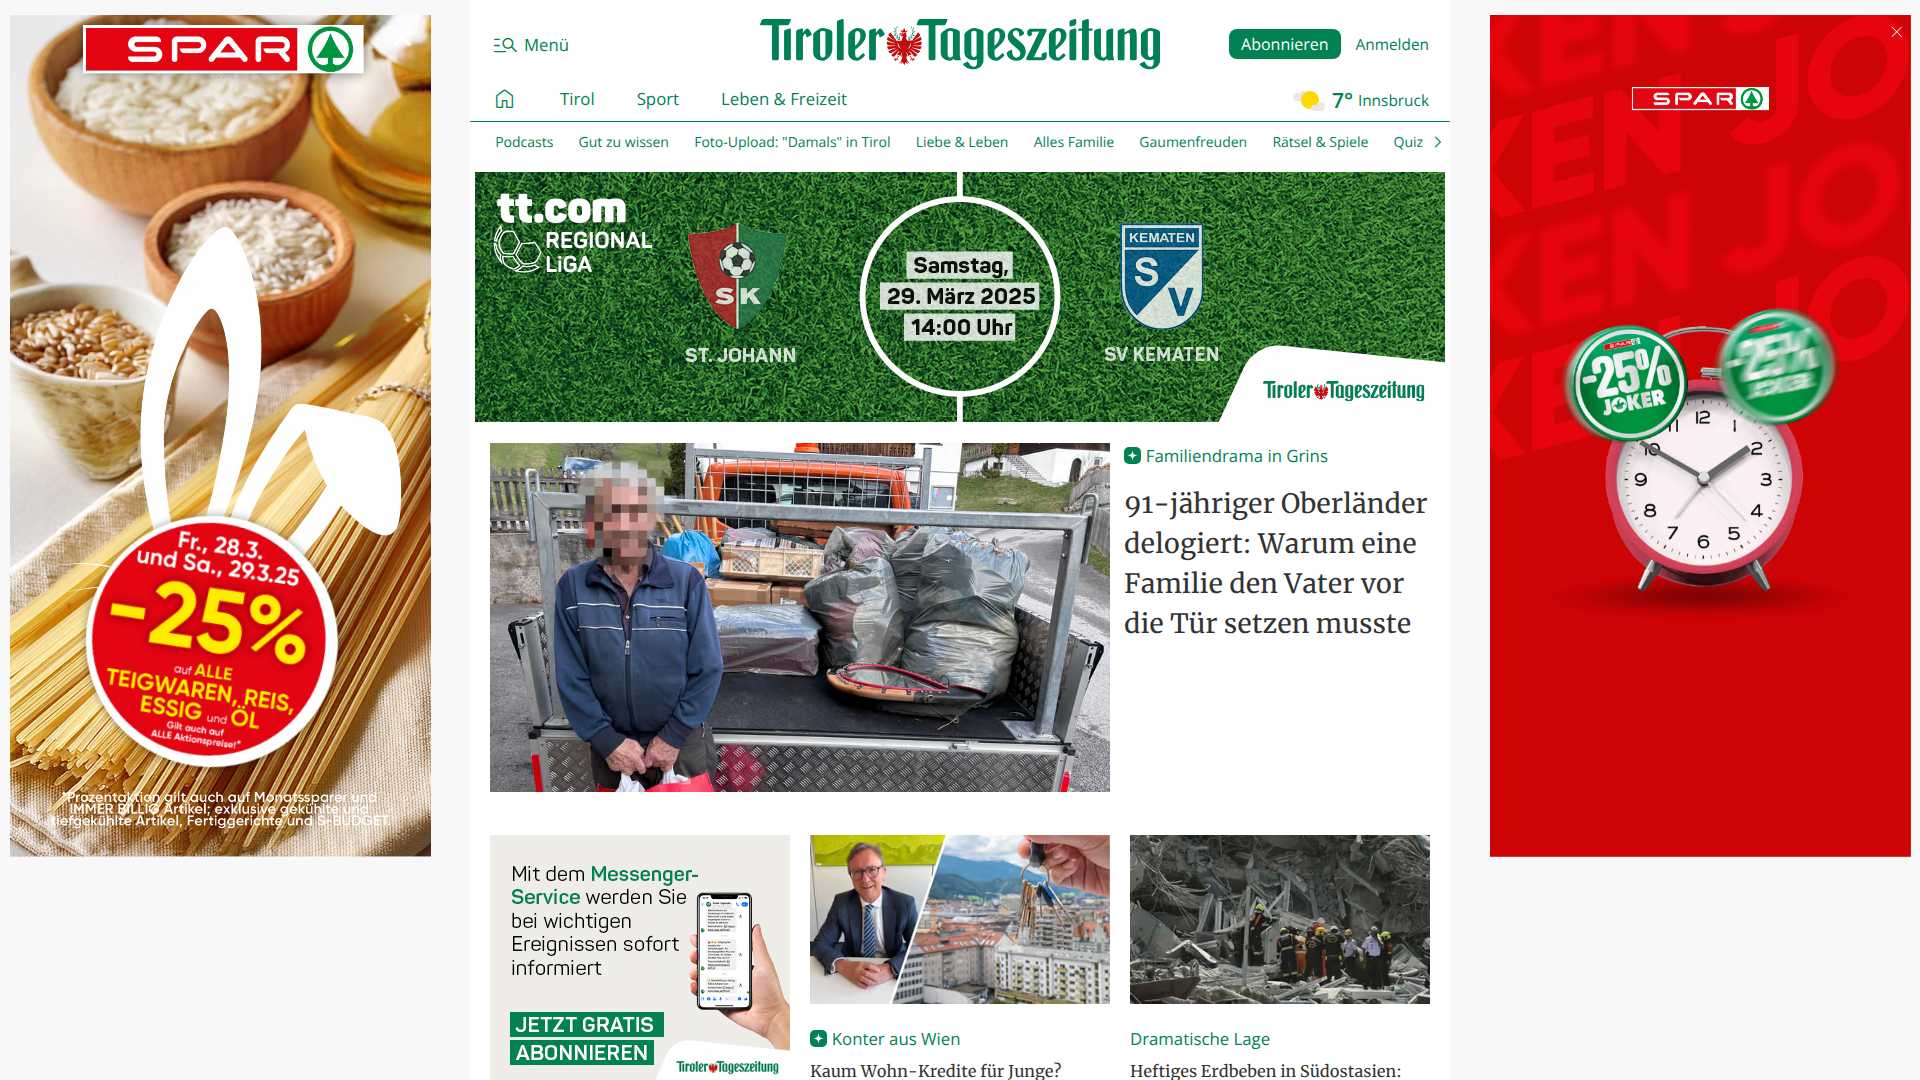 SPAR
Fr., 28.3.
und Sa., 29.3.25
-25%
auf ALLE
TEIGWAREN, REIS,
ESSIG und ÖL
Gilt auch auf
ALLE Aktionspreise!*
*Prozentaktion gilt auch auf Monatssparer und
IMMER BILLIG Artikel; exklusive gekühlte und
tiefgekühlte Artikel, Fertiggerichte und S-BUDGET.
Menü
Tiroler Tageszeitung
Abonnieren
Anmelden
Tirol
Sport
Leben & Freizeit
7° Innsbruck
Podcasts
Gut zu wissen
Foto-Upload: "Damals" in Tirol
Liebe & Leben
Alles Familie
Gaumenfreuden
Rätsel & Spiele
Quiz
tt.com
REGIONAL
LiGA
SK
ST. JOHANN
Samstag,
29. März 2025
14:00 Uhr
KEMATEN
S
V
SV KEMATEN
Tiroler Tageszeitung
Familiendrama in Grins
91-jähriger Oberländer
delogiert: Warum eine
Familie den Vater vor
die Tür setzen musste
Mit dem Messenger-
Service werden Sie
bei wichtigen
Ereignissen sofort
informiert
JETZT GRATIS
ABONNIEREN
Tiroler Tageszeitung
Konter aus Wien
Kaum Wohn-Kredite für Junge?
Dramatische Lage
Heftiges Erdbeben in Südostasien:
SPAR
JOKER
-25%
JOKER
-25%
JOKER
12
1
2
3
4
5
6
7
8
9
10
11